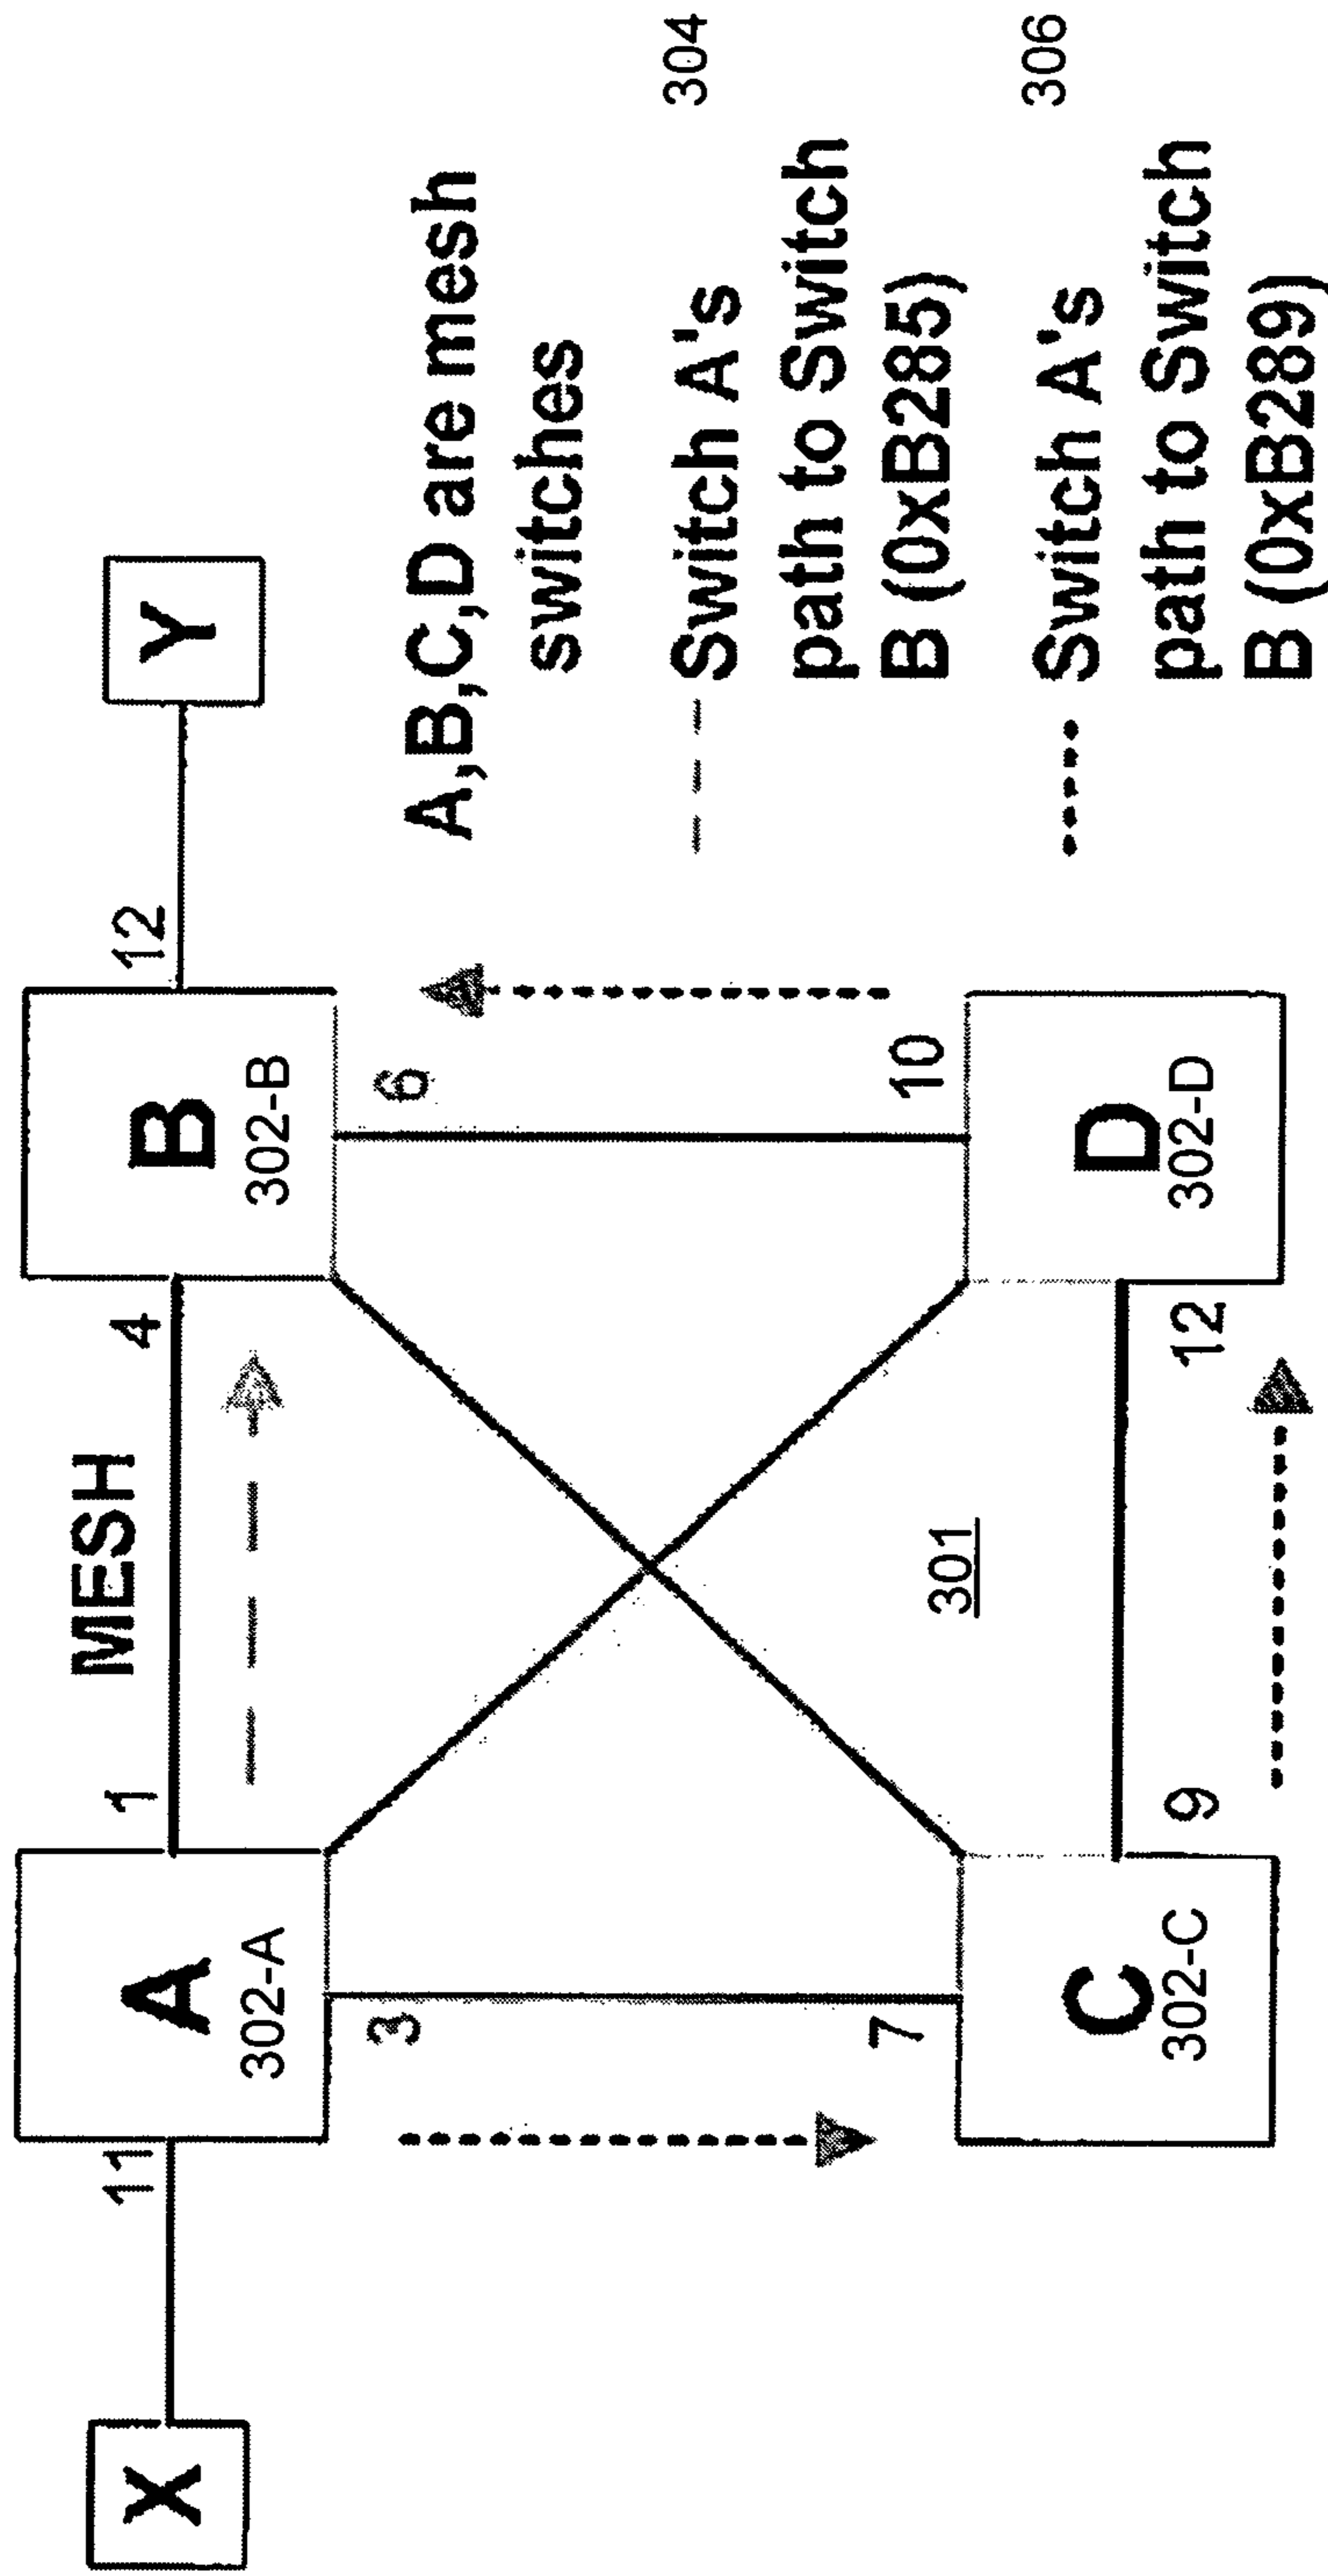 MESH
X
11
A
302-A
1
4
B
302-B
12
Y
3
6
7
10
C
302-C
9
301
12
D
302-D
A,B,C,D are mesh
switches
Switch A's
path to Switch
B (0xB285)
304
Switch A's
path to Switch
B (0xB289)
306